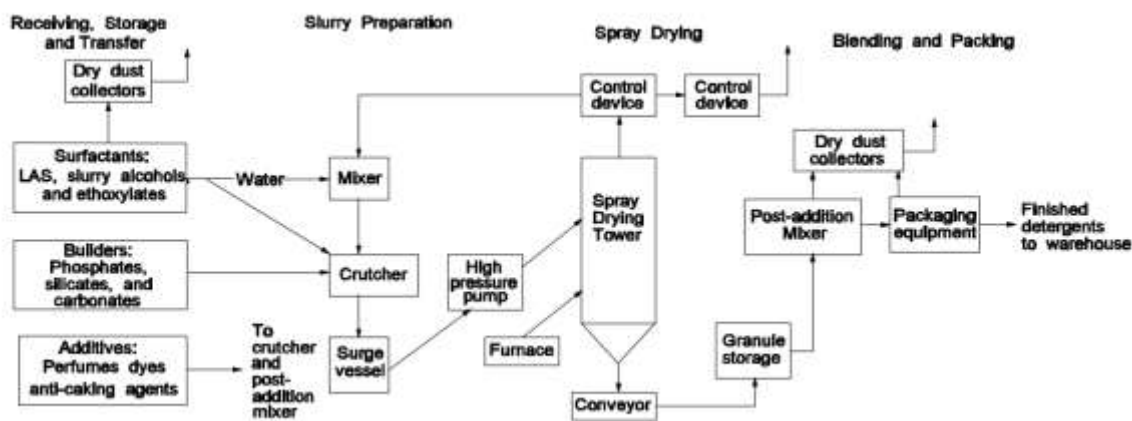 Receiving, Storage
and Transfer
Slurry Preparation
Spray Drying
Blending and Packing
Dry dust
collectors
Control
device
Control
device
Dry dust
collectors
Surfactants:
LAS, slurry alcohols,
and ethoxylates
Water
Mixer
Spray
Drying
Tower
Post-addition
Mixer
Packaging
equipment
Finished
detergents
to warehouse
Builders:
Phosphates,
silicates, and
carbonates
Crutcher
High
pressure
pump
Additives:
Perfumes dyes
anti-caking agents
To
crutcher
and
post-
addition
mixer
Surge
vessel
Furnace
Granule
storage
Conveyor